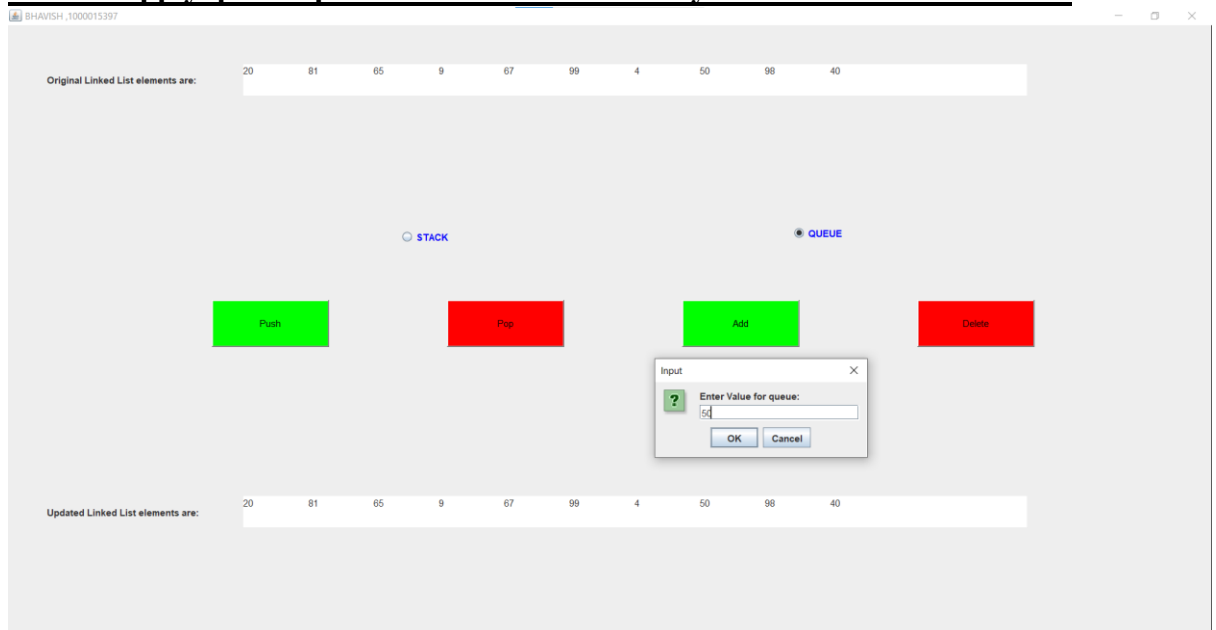 BHAVISH ,1000015397
Original Linked List elements are: 20 81 65 9 67 99 4 50 98 40
STACK QUEUE
Push Pop Add Delete
Input
Enter Value for queue:
50
OK Cancel
Updated Linked List elements are: 20 81 65 9 67 99 4 50 98 40